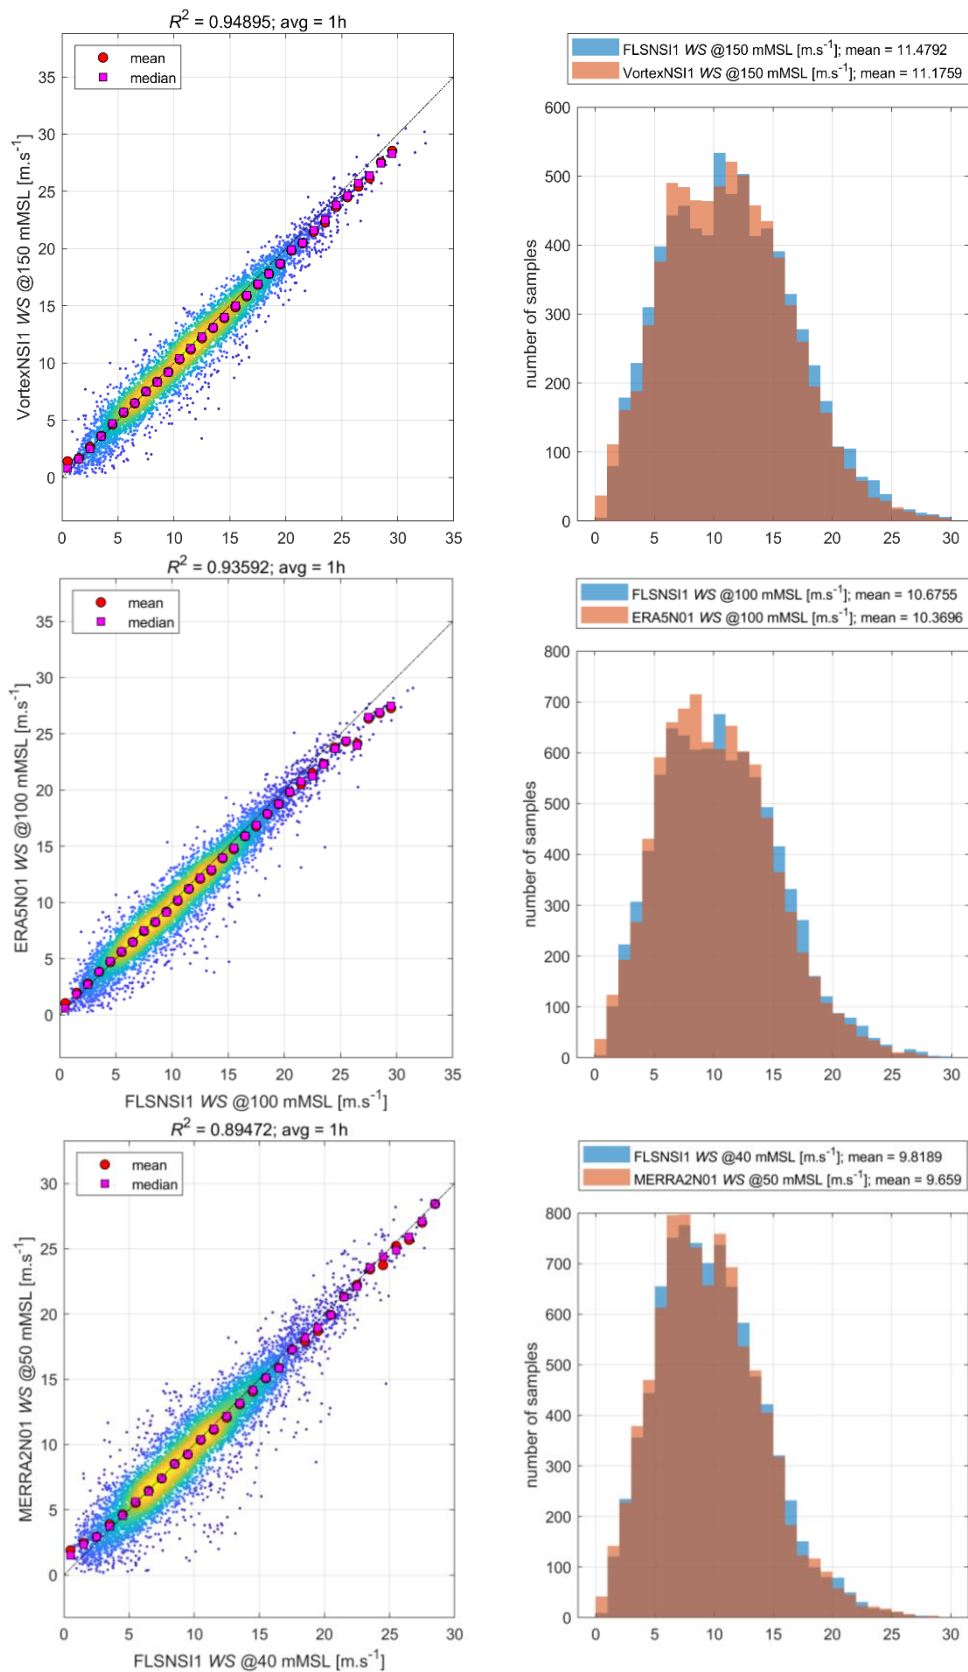 R² = 0.94895; avg = 1h
mean
median
VortexNSI1 WS @150 mMSL [m.s⁻¹]
35
30
25
20
15
10
5
0
0 5 10 15 20 25 30 35
FLSNSI1 WS @150 mMSL [m.s⁻¹]; mean = 11.4792
VortexNSI1 WS @150 mMSL [m.s⁻¹]; mean = 11.1759
number of samples
600
500
400
300
200
100
0
0 5 10 15 20 25 30
R² = 0.93592; avg = 1h
mean
median
ERA5N01 WS @100 mMSL [m.s⁻¹]
35
30
25
20
15
10
5
0
0 5 10 15 20 25 30 35
FLSNSI1 WS @100 mMSL [m.s⁻¹]
FLSNSI1 WS @100 mMSL [m.s⁻¹]; mean = 10.6755
ERA5N01 WS @100 mMSL [m.s⁻¹]; mean = 10.3696
number of samples
800
700
600
500
400
300
200
100
0
0 5 10 15 20 25 30
R² = 0.89472; avg = 1h
mean
median
MERRA2N01 WS @50 mMSL [m.s⁻¹]
30
25
20
15
10
5
0
0 5 10 15 20 25 30
FLSNSI1 WS @40 mMSL [m.s⁻¹]
FLSNSI1 WS @40 mMSL [m.s⁻¹]; mean = 9.8189
MERRA2N01 WS @50 mMSL [m.s⁻¹]; mean = 9.659
number of samples
800
700
600
500
400
300
200
100
0
0 5 10 15 20 25 30